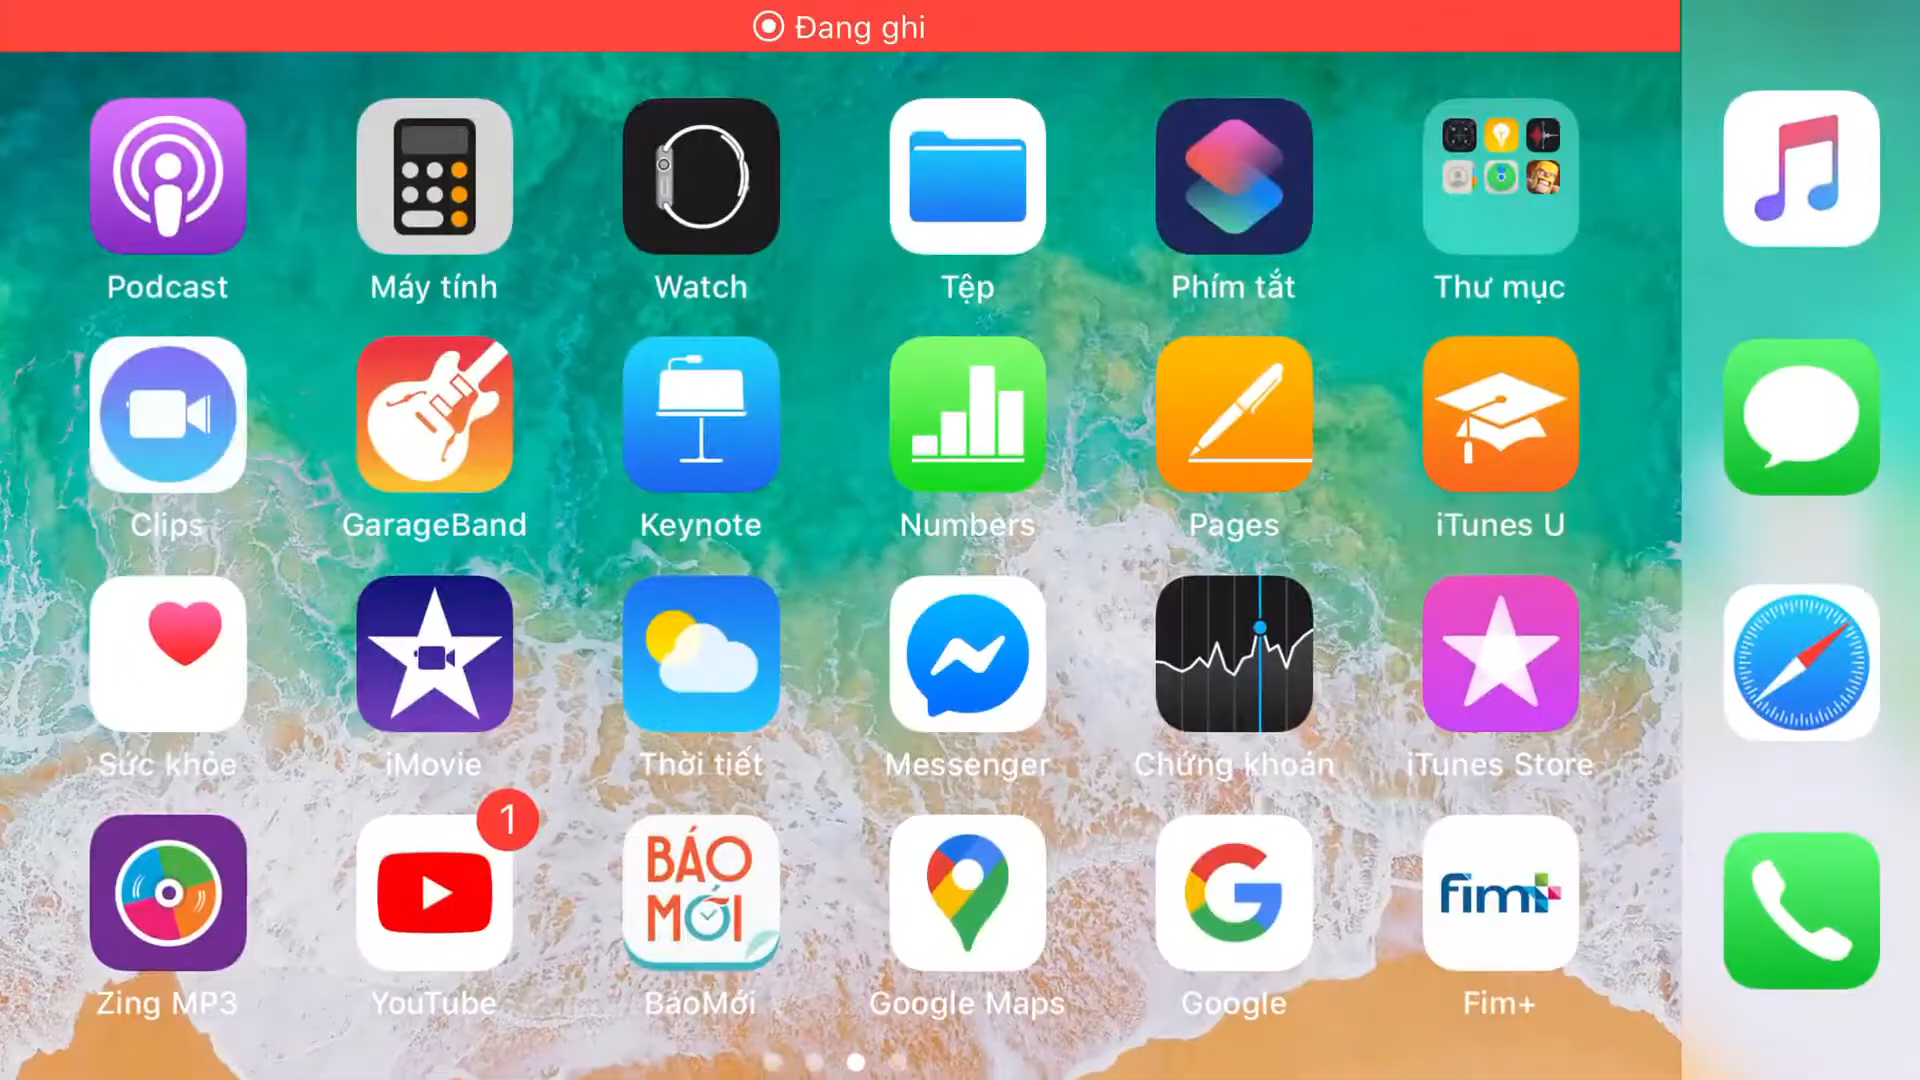 Đang ghi
Podcast
Máy tính
Watch
Tệp
Phím tắt
Thư mục
Clips
GarageBand
Keynote
Numbers
Pages
iTunes U
Sức khỏe
iMovie
Thời tiết
Messenger
Chứng khoán
iTunes Store
1
BÁO
MỚI
G
fim+
Zing MP3
YouTube
BáoMới
Google Maps
Google
Fim+